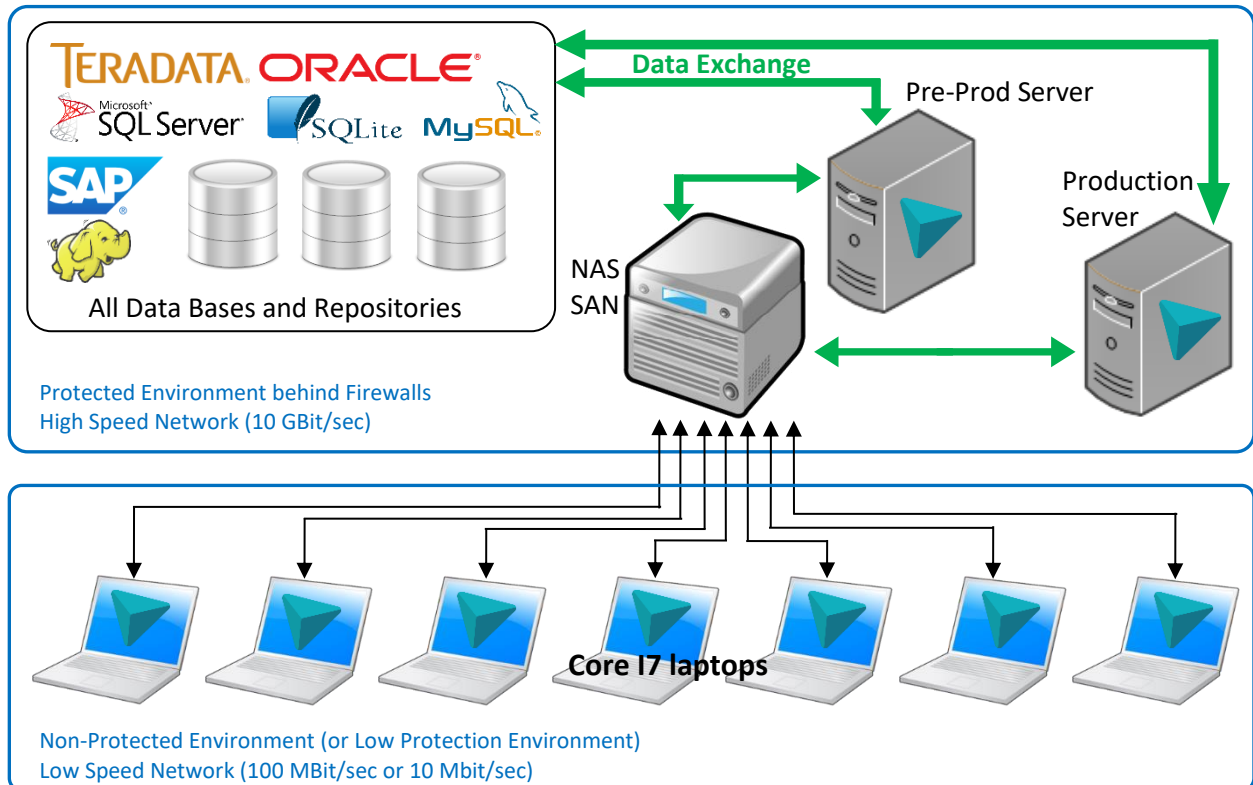 TERADATA.
ORACLE®
Microsoft®
SQL Server®
SQLite
MySQL®
SAP®
All Data Bases and Repositories
Data Exchange
Pre-Prod Server
Production
Server
NAS
SAN
Protected Environment behind Firewalls
High Speed Network (10 GBit/sec)
Core I7 laptops
Non-Protected Environment (or Low Protection Environment)
Low Speed Network (100 MBit/sec or 10 Mbit/sec)